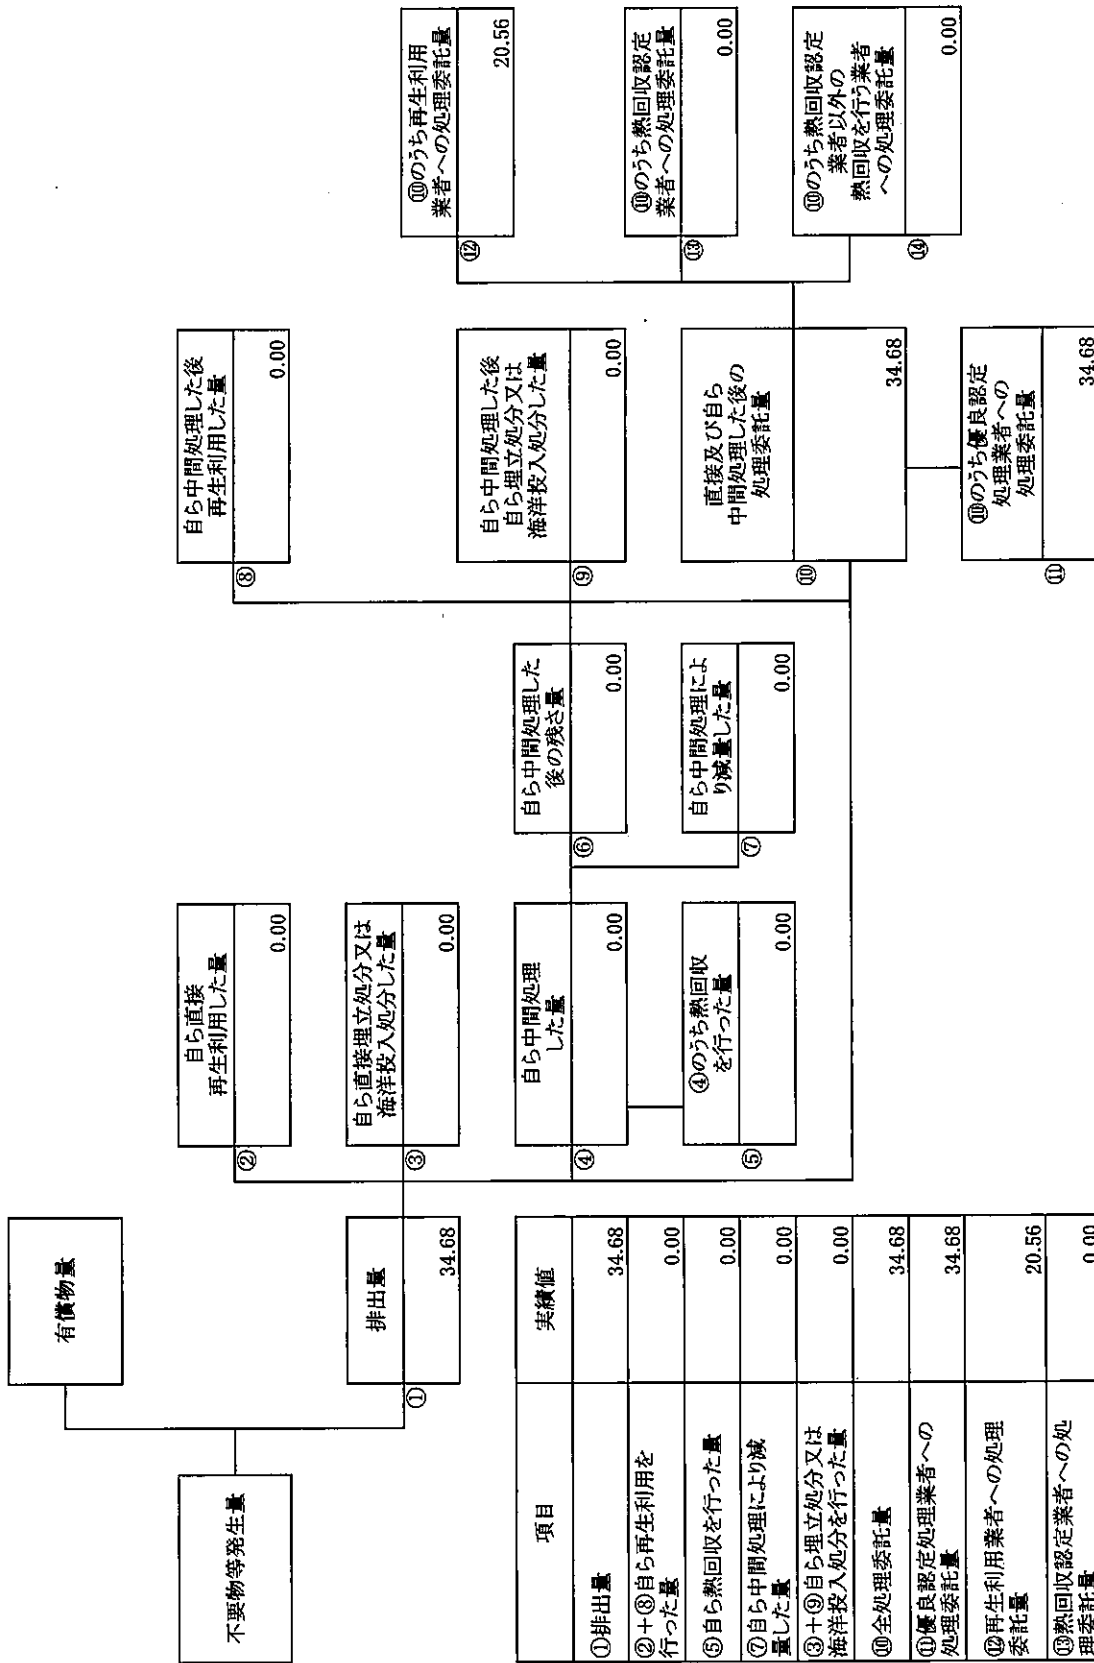 有償物量
不要物等発生量
排出量
①
34.68
自ら直接
再生利用した量
②
0.00
自ら直接埋立処分又は
海洋投入処分した量
③
0.00
自ら中間処理
した量
④
0.00
④のうち熱回収
を行った量
⑤
0.00
自ら中間処理した
後の残さ量
⑥
0.00
自ら中間処理によ
り減量した量
⑦
0.00
自ら中間処理した後
再生利用した量
⑧
0.00
自ら中間処理した後
自ら埋立処分又は
海洋投入処分した量
⑨
0.00
直接及び自ら
中間処理した後の
処理委託量
⑩
34.68
⑩のうち優良認定
処理業者への
処理委託量
⑪
34.68
⑩のうち再生利用
業者への処理委託量
⑫
20.56
⑩のうち熱回収認定
業者への処理委託量
⑬
0.00
⑩のうち熱回収認定
業者以外の
熱回収を行う業者
への処理委託量
⑭
0.00
項目 実績値
①排出量 34.68
②+⑧自ら再生利用を
行った量 0.00
⑤自ら熱回収を行った量 0.00
⑦自ら中間処理により減
量した量 0.00
③+⑨自ら埋立処分又は
海洋投入処分を行った量 0.00
⑩全処理委託量 34.68
⑪優良認定処理業者への
処理委託量 34.68
⑫再生利用業者への処理
委託量 20.56
⑬熱回収認定業者への処
理委託量 0.00